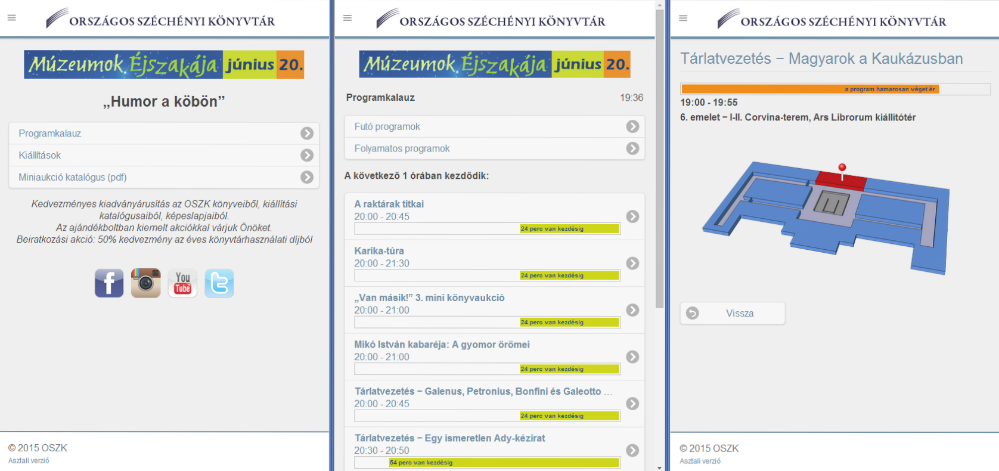 ORSZÁGOS SZÉCHÉNYI KÖNYVTÁR
Múzeumok Éjszakája június 20.
„Humor a köbön”
Programkalauz
Kiállítások
Miniaukció katalógus (pdf)
Kedvezményes kiadványárusítás az OSZK könyveiből, kiállítási
katalógusaiból, képeslapjaiból.
Az ajándékboltban kiemelt akciókkal várjuk Önöket.
Beiratkozási akció: 50% kedvezmény az éves könyvtárhasználati díjból
f
You
Tube
t
© 2015 OSZK
Asztali verzió
ORSZÁGOS SZÉCHÉNYI KÖNYVTÁR
Múzeumok Éjszakája június 20.
Programkalauz 19:36
Futó programok
Folyamatos programok
A következő 1 órában kezdődik:
A raktárak titkai
20:00 - 20:45
24 perc van kezdésig
Karika-túra
20:00 - 21:30
24 perc van kezdésig
„Van másik!” 3. mini könyvaukció
20:00 - 21:00
24 perc van kezdésig
Mikó István kabaréja: A gyomor örömei
20:00 - 21:00
24 perc van kezdésig
Tárlatvezetés − Galenus, Petronius, Bonfini és Galeotto ...
20:00 - 20:45
24 perc van kezdésig
Tárlatvezetés − Egy ismeretlen Ady-kézirat
20:30 - 20:50
54 perc van kezdésig
ORSZÁGOS SZÉCHÉNYI KÖNYVTÁR
Tárlatvezetés − Magyarok a Kaukázusban
a program hamarosan véget ér
19:00 - 19:55
6. emelet − I-II. Corvina-terem, Ars Librorum kiállítótér
Vissza
© 2015 OSZK
Asztali verzió